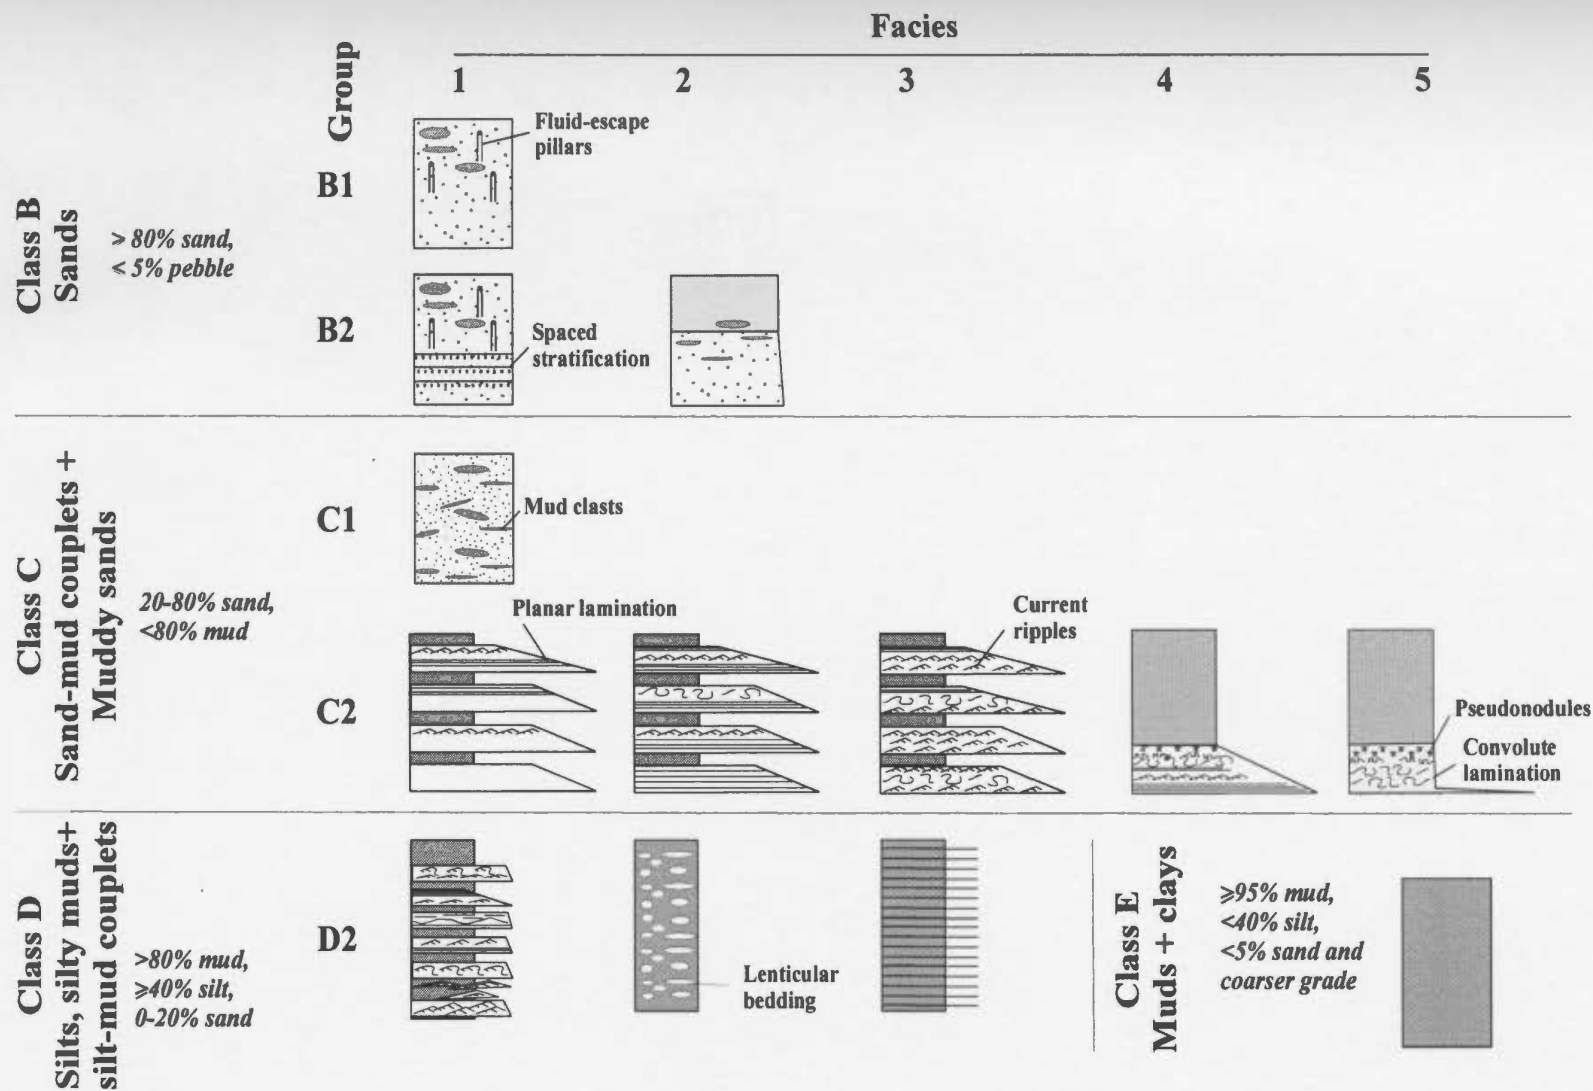 Facies
Group
1
2
3
4
5
Class B
Sands
> 80% sand,
< 5% pebble
B1
Fluid-escape
pillars
B2
Spaced
stratification
Class C
Sand-mud couplets +
Muddy sands
20-80% sand,
<80% mud
C1
Mud clasts
C2
Planar lamination
Current
ripples
Pseudonodules
Convolute
lamination
Class D
Silts, silty muds+
silt-mud couplets
>80% mud,
⩾40% silt,
0-20% sand
D2
Lenticular
bedding
Class E
Muds + clays
⩾95% mud,
<40% silt,
<5% sand and
coarser grade